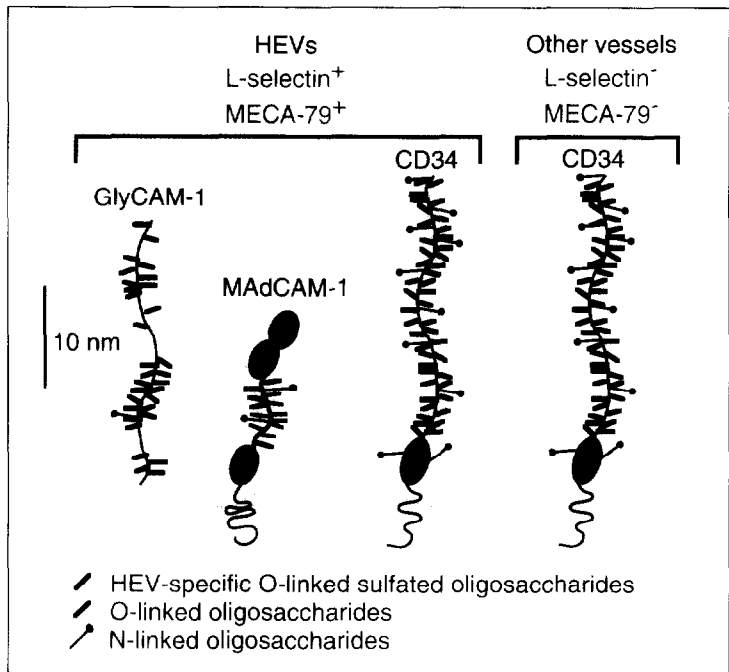 HEVs
L-selectin⁺
MECA-79⁺
Other vessels
L-selectin⁻
MECA-79⁻
GlyCAM-1
MAdCAM-1
CD34
CD34
10 nm
HEV-specific O-linked sulfated oligosaccharides
O-linked oligosaccharides
N-linked oligosaccharides